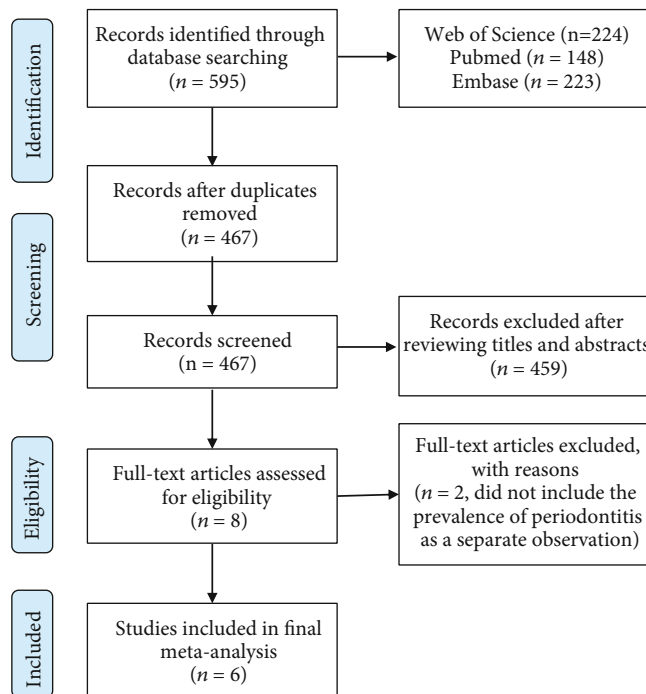 Identification
Records identified through
database searching
(n = 595)
Web of Science (n=224)
Pubmed (n = 148)
Embase (n = 223)
Screening
Records after duplicates
removed
(n = 467)
Records screened
(n = 467)
Records excluded after
reviewing titles and abstracts
(n = 459)
Eligibility
Full-text articles assessed
for eligibility
(n = 8)
Full-text articles excluded,
with reasons
(n = 2, did not include the
prevalence of periodontitis
as a separate observation)
Included
Studies included in final
meta-analysis
(n = 6)